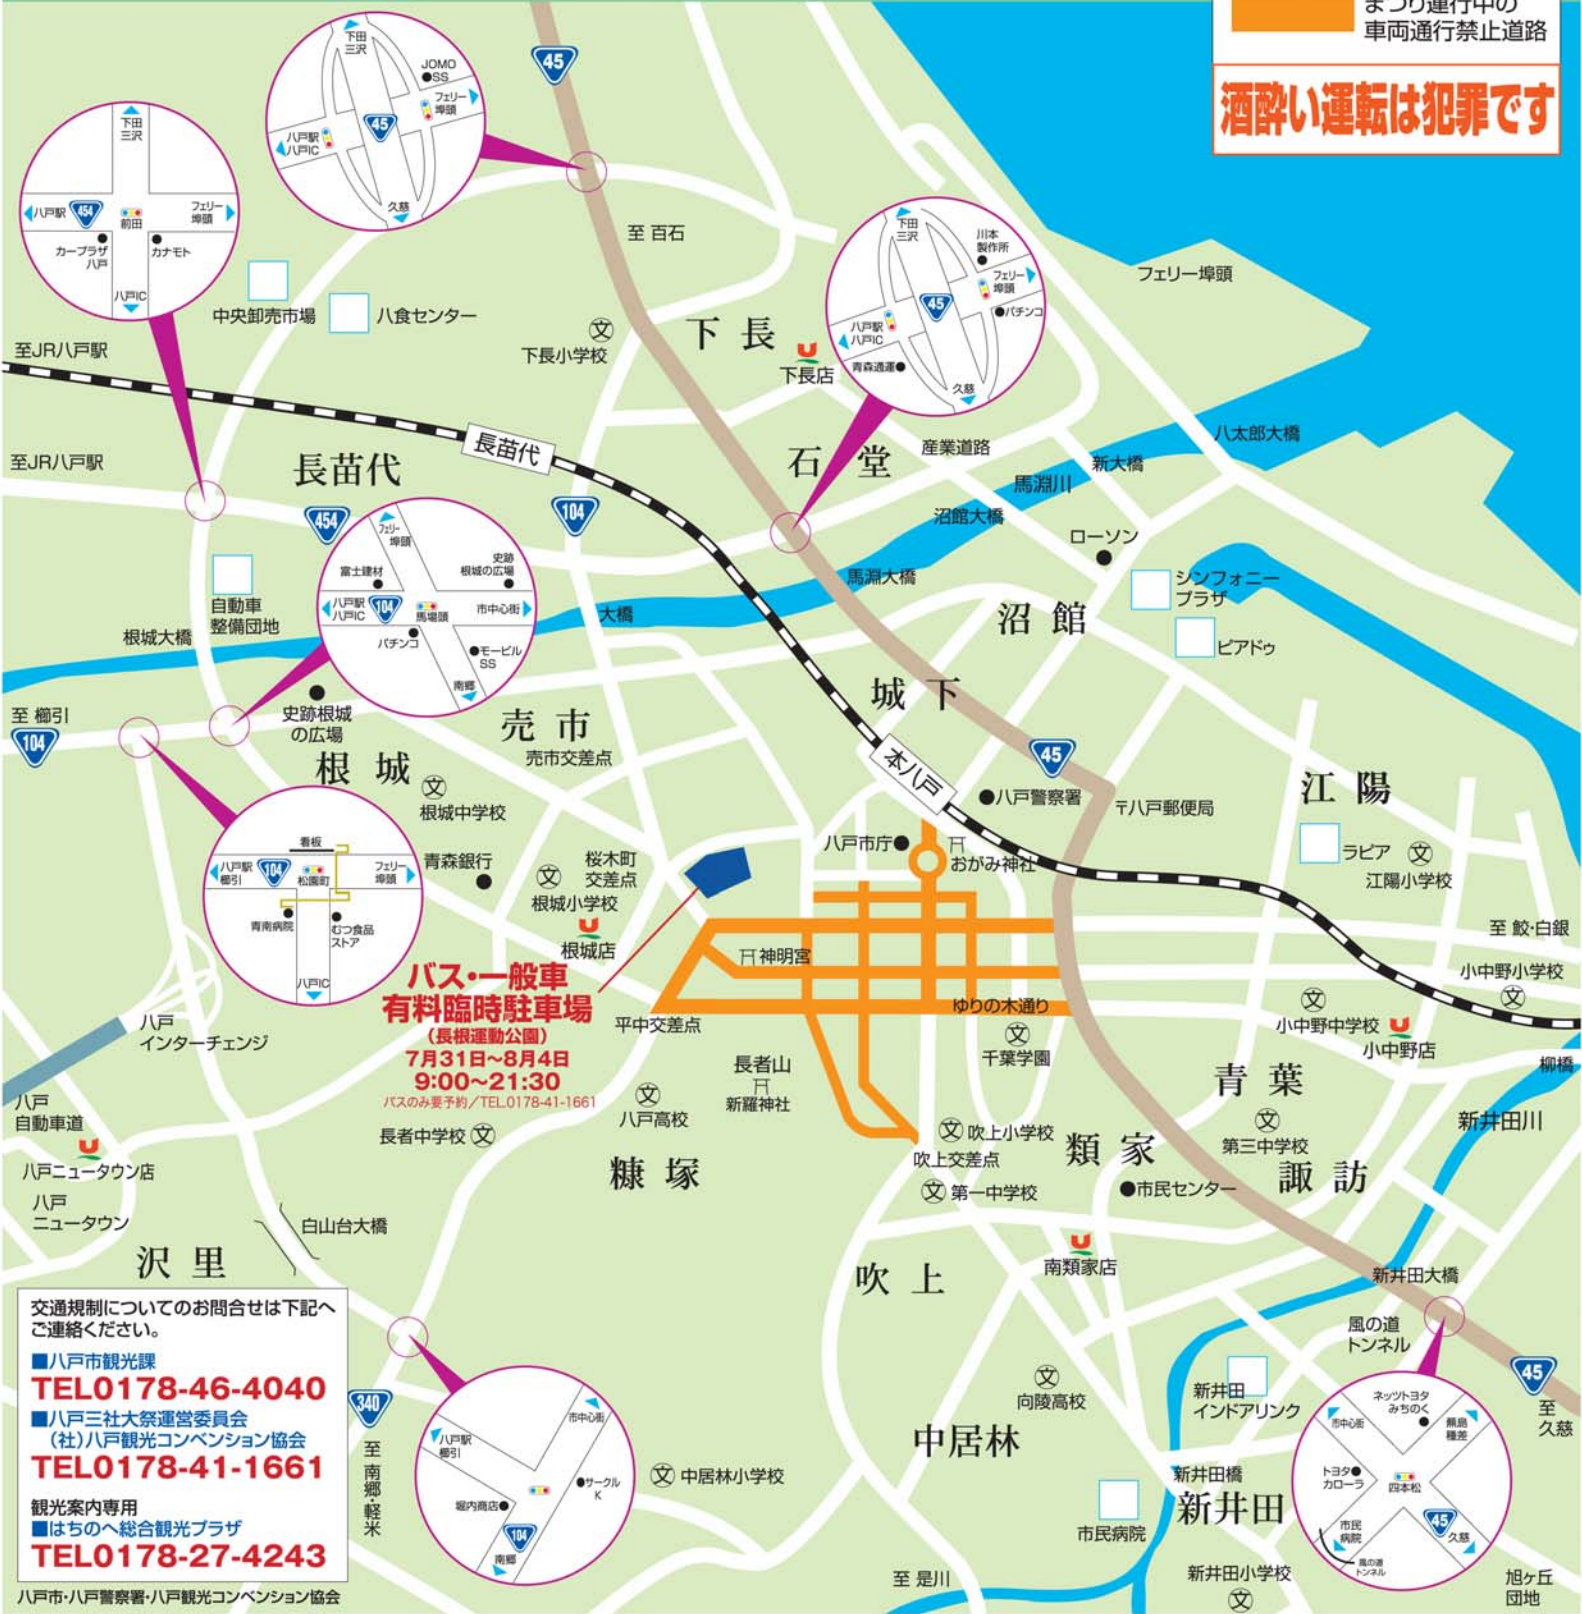 まつり運行中の
車両通行禁止道路
酒酔い運転は犯罪です
45
下田
三沢
JOMO
SS
フェリー
埠頭
45
八戸駅
八戸IC
久慈
下田
三沢
八戸駅
454
前田
フェリー
埠頭
カープラザ
八戸
カナモト
八戸IC
至 百石
下田
三沢
川本
製作所
フェリー
埠頭
45
パチンコ
八戸駅
八戸IC
青森通運
久慈
フェリー埠頭
中央卸売市場
八食センター
至JR八戸駅
下長小学校
下長
下長店
至JR八戸駅
長苗代
長苗代
石堂
産業道路
八太郎大橋
新大橋
馬淵川
沼館大橋
ローソン
454
104
フェリー
埠頭
史跡
根城の広場
富士建材
八戸駅
八戸IC
104
馬場頭
市中心街
パチンコ
モービル
SS
南郷
自動車
整備団地
根城大橋
大橋
馬淵大橋
シンフォニー
プラザ
ピアドゥ
沼館
至 櫛引
104
史跡根城
の広場
売市
売市交差点
城下
根城
根城中学校
本八戸
45
八戸警察署
〒八戸郵便局
江陽
ラピア
江陽小学校
看板
八戸駅
櫛引
104
松園町
フェリー
埠頭
青南病院
むつ食品
ストア
八戸IC
青森銀行
桜木町
交差点
根城小学校
根城店
八戸市庁
おがみ神社
神明宮
至 鮫・白銀
小中野小学校
バス・一般車
有料臨時駐車場
(長根運動公園)
7月31日〜8月4日
9:00〜21:30
バスのみ要予約/TEL.0178-41-1661
平中交差点
ゆりの木通り
千葉学園
小中野中学校
小中野店
柳橋
八戸
インターチェンジ
長者山
新羅神社
八戸高校
長者中学校
青葉
第三中学校
新井田川
八戸
自動車道
八戸ニュータウン店
八戸
ニュータウン
糠塚
吹上小学校
吹上交差点
第一中学校
類家
市民センター
諏訪
白山台大橋
沢里
吹上
南類家店
新井田大橋
風の道
トンネル
交通規制についてのお問合せは下記へ
ご連絡ください。
■八戸市観光課
TEL0178-46-4040
■八戸三社大祭運営委員会
(社)八戸観光コンベンション協会
TEL0178-41-1661
観光案内専用
■はちのへ総合観光プラザ
TEL0178-27-4243
八戸市・八戸警察署・八戸観光コンベンション協会
340
至 南郷・軽米
八戸駅
櫛引
市中心街
サークル
K
堀内商店
104
南郷
中居林小学校
向陵高校
中居林
新井田
インドアリンク
45
至
久慈
ネッツトヨタ
みちのく
市中心街
鮫島
種差
トヨタ
カローラ
四本松
市民
病院
45
久慈
風の道
トンネル
新井田橋
新井田
市民病院
至 是川
新井田小学校
旭ヶ丘
団地